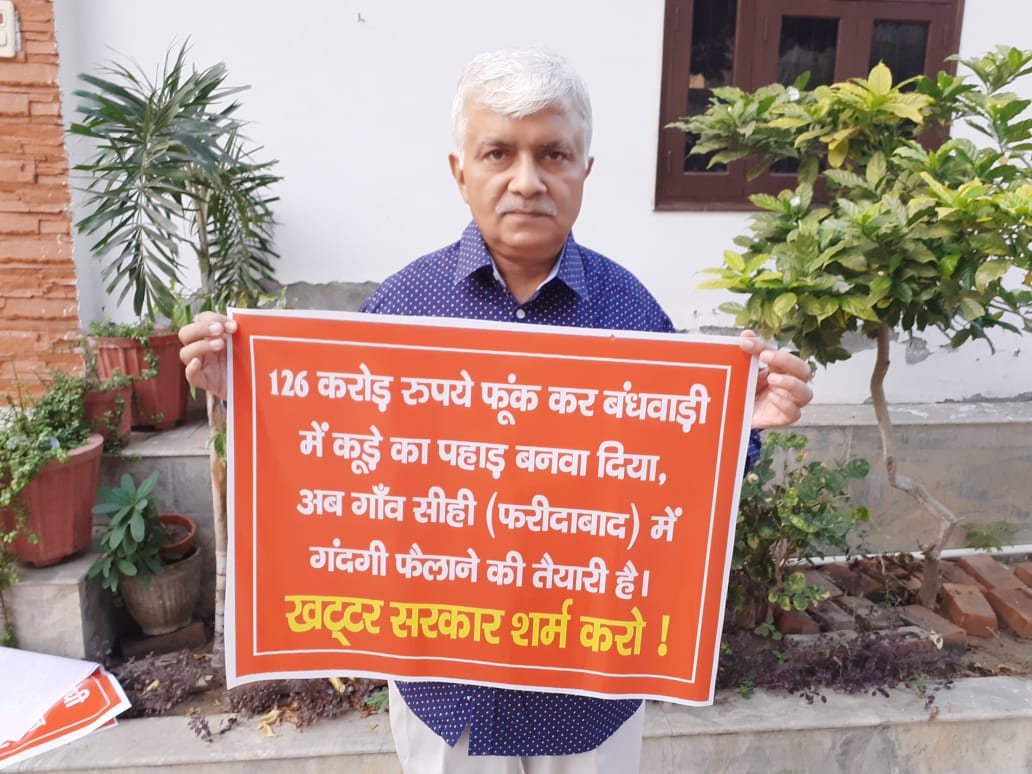 126 करोड़ रुपये फूंक कर बंधवाड़ी
में कूड़े का पहाड़ बनवा दिया,
अब गाँव सीही (फरीदाबाद) में
गंदगी फैलाने की तैयारी है।
खट्टर सरकार शर्म करो !